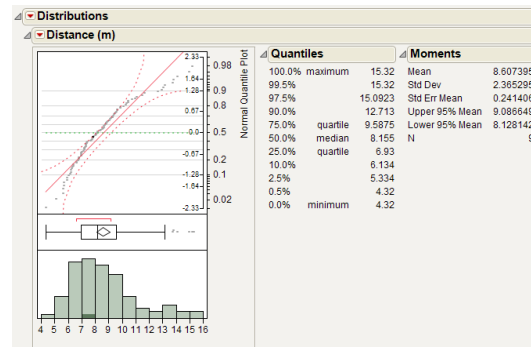 Distributions
Distance (m)
2.33
1.64
1.28
0.67
0.0
-0.67
-1.28
-1.64
-2.33
0.98
0.9
0.8
0.5
0.2
0.1
0.02
Normal Quantile Plot
4 5 6 7 8 9 10 11 12 13 14 15 16
Quantiles
100.0% maximum 15.32
99.5% 15.32
97.5% 15.0923
90.0% 12.713
75.0% quartile 9.5875
50.0% median 8.155
25.0% quartile 6.93
10.0% 6.134
2.5% 5.334
0.5% 4.32
0.0% minimum 4.32
Moments
Mean 8.607395
Std Dev 2.365295
Std Err Mean 0.241406
Upper 95% Mean 9.086649
Lower 95% Mean 8.128142
N 9